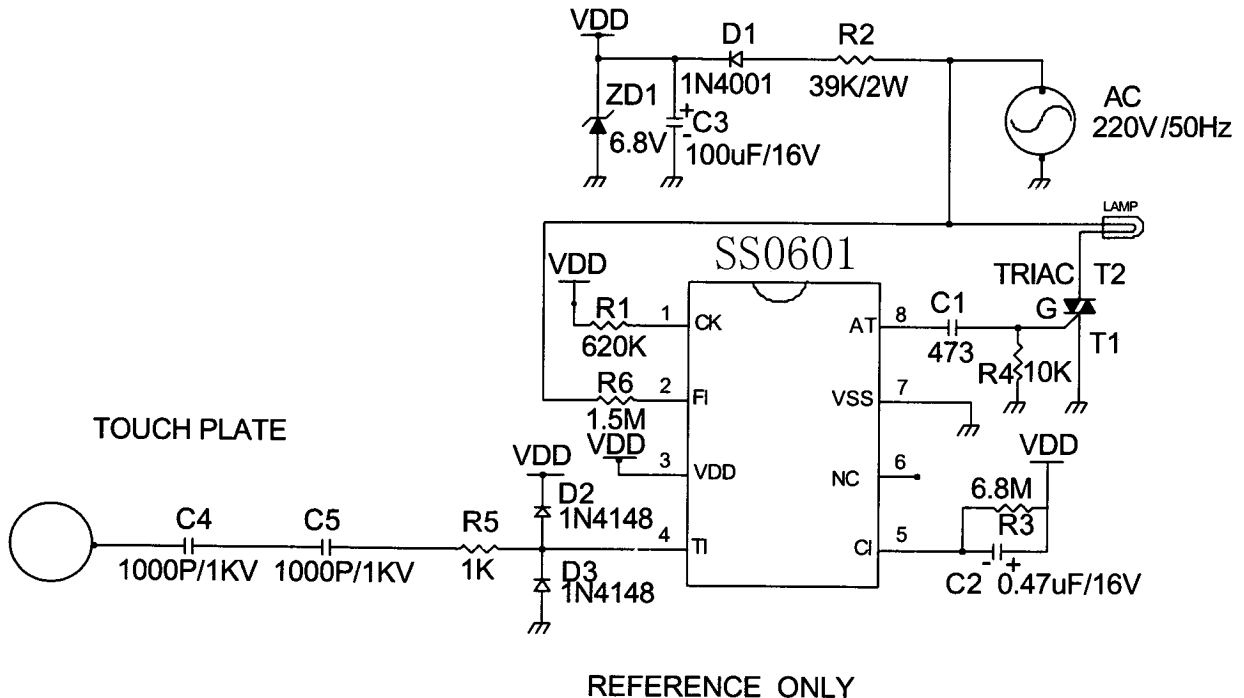 VDD
D1
R2
1N4001
39K/2W
ZD1
6.8V
+
C3
-
100uF/16V
AC
220V/50Hz
LAMP
SS0601
TRIAC
T2
G
T1
VDD
R1
620K
1
CK
AT
8
C1
473
R4
10K
R6
1.5M
2
FI
VSS
7
VDD
3
VDD
NC
6
VDD
6.8M
R3
TOUCH PLATE
VDD
D2
1N4148
C4
1000P/1KV
C5
1000P/1KV
R5
1K
4
TI
CI
5
-
+
C2
0.47uF/16V
D3
1N4148
REFERENCE ONLY